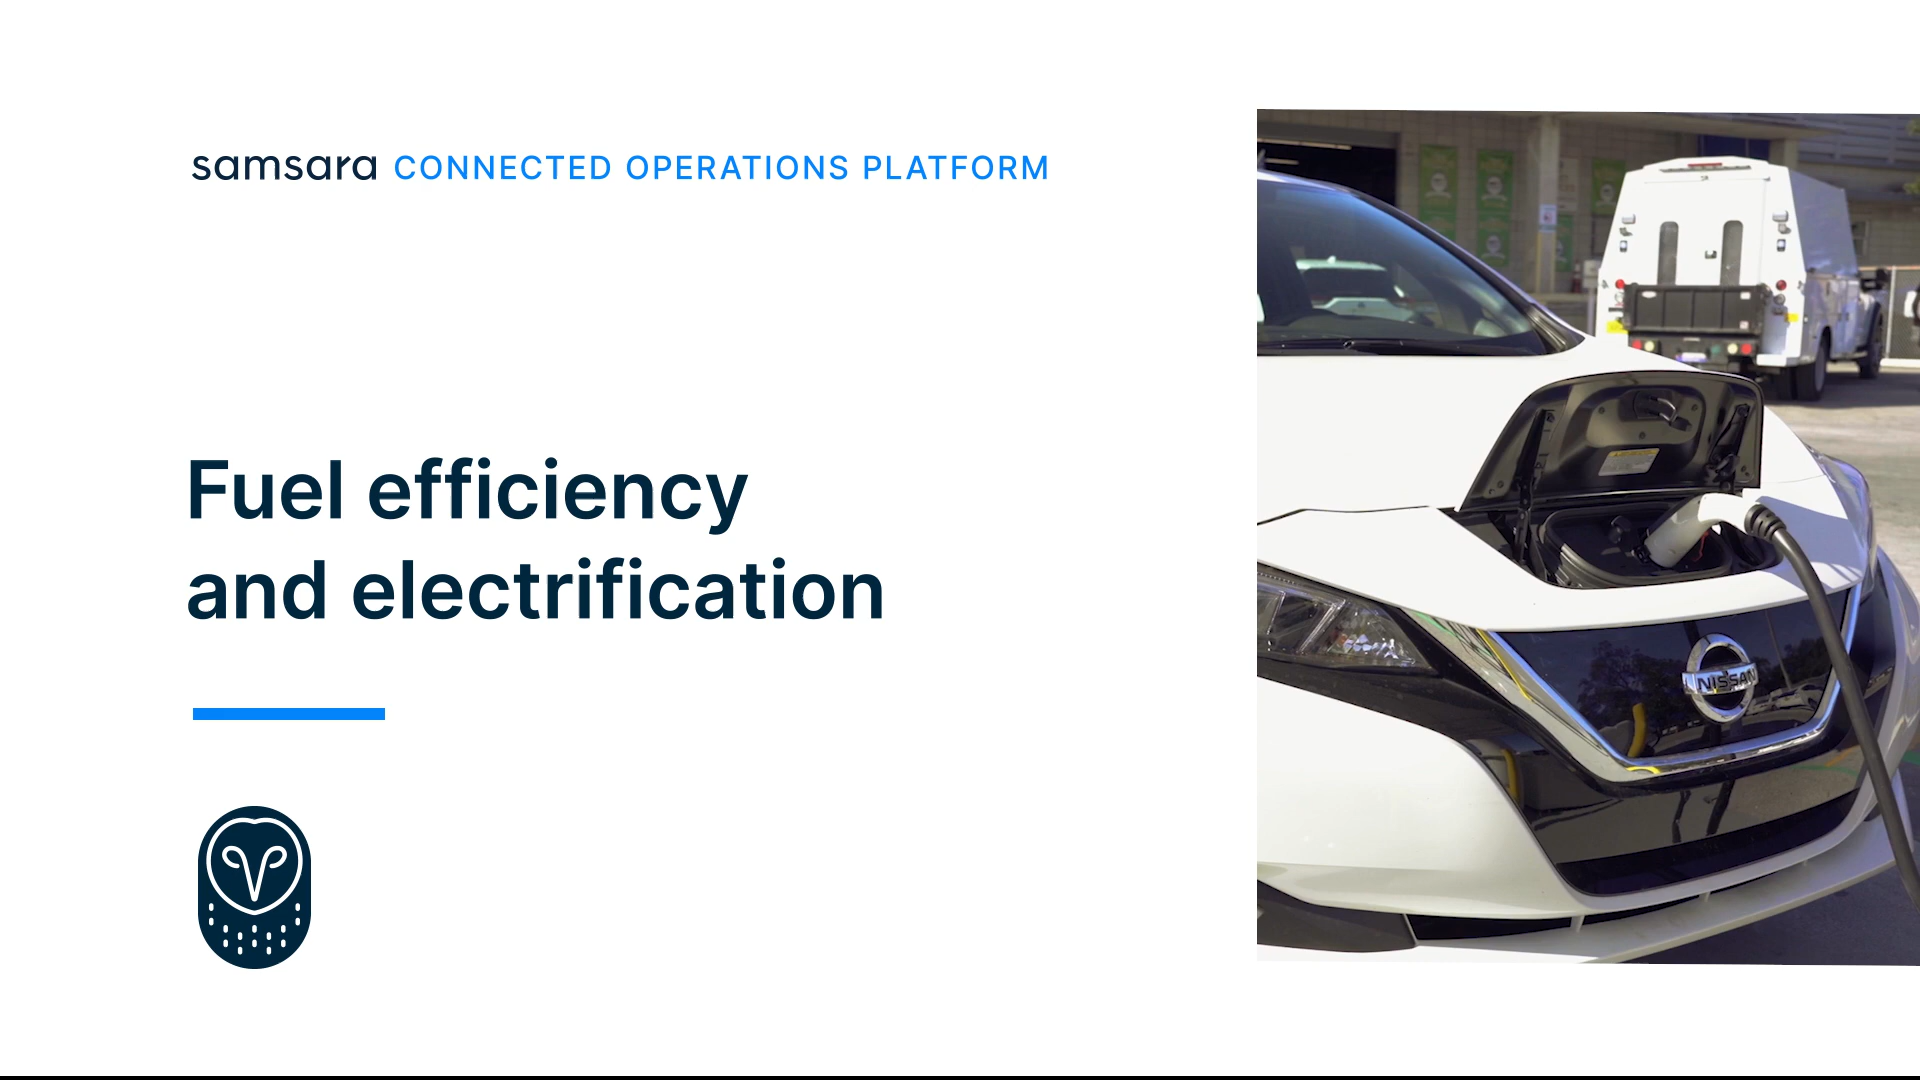 samsara CONNECTED OPERATIONS PLATFORM
Fuel efficiency
and electrification
NISSAN